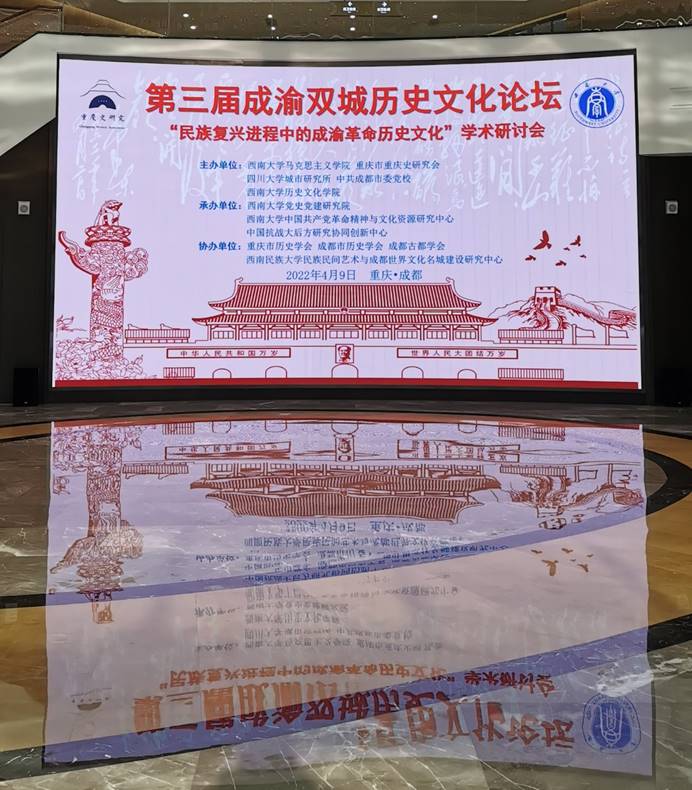 重庆史研究
第三届成渝双城历史文化论坛
“民族复兴进程中的成渝革命历史文化”学术研讨会
主办单位：西南大学马克思主义学院 重庆市重庆史研究会
四川大学城市研究所 中共成都市委党校
西南大学历史文化学院
承办单位：西南大学党史党建研究院
西南大学中国共产党革命精神与文化资源研究中心
中国抗战大后方研究协同创新中心
协办单位：重庆市历史学会 成都市历史学会 成都古都学会
西南民族大学民族民间艺术与成都世界文化名城建设研究中心
2022年4月9日 重庆·成都
中华人民共和国万岁
世界人民大团结万岁